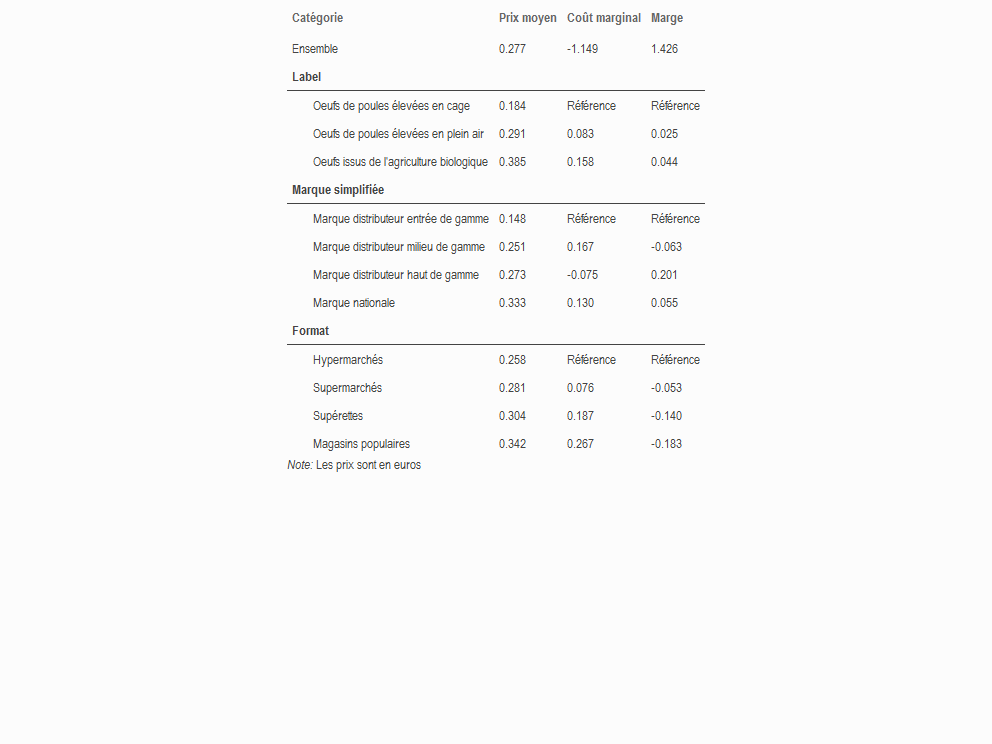 Catégorie Prix moyen Coût marginal Marge
Ensemble 0.277 -1.149 1.426
Label
Oeufs de poules élevées en cage 0.184 Référence Référence
Oeufs de poules élevées en plein air 0.291 0.083 0.025
Oeufs issus de l'agriculture biologique 0.385 0.158 0.044
Marque simplifiée
Marque distributeur entrée de gamme 0.148 Référence Référence
Marque distributeur milieu de gamme 0.251 0.167 -0.063
Marque distributeur haut de gamme 0.273 -0.075 0.201
Marque nationale 0.333 0.130 0.055
Format
Hypermarchés 0.258 Référence Référence
Supermarchés 0.281 0.076 -0.053
Supérettes 0.304 0.187 -0.140
Magasins populaires 0.342 0.267 -0.183
Note: Les prix sont en euros